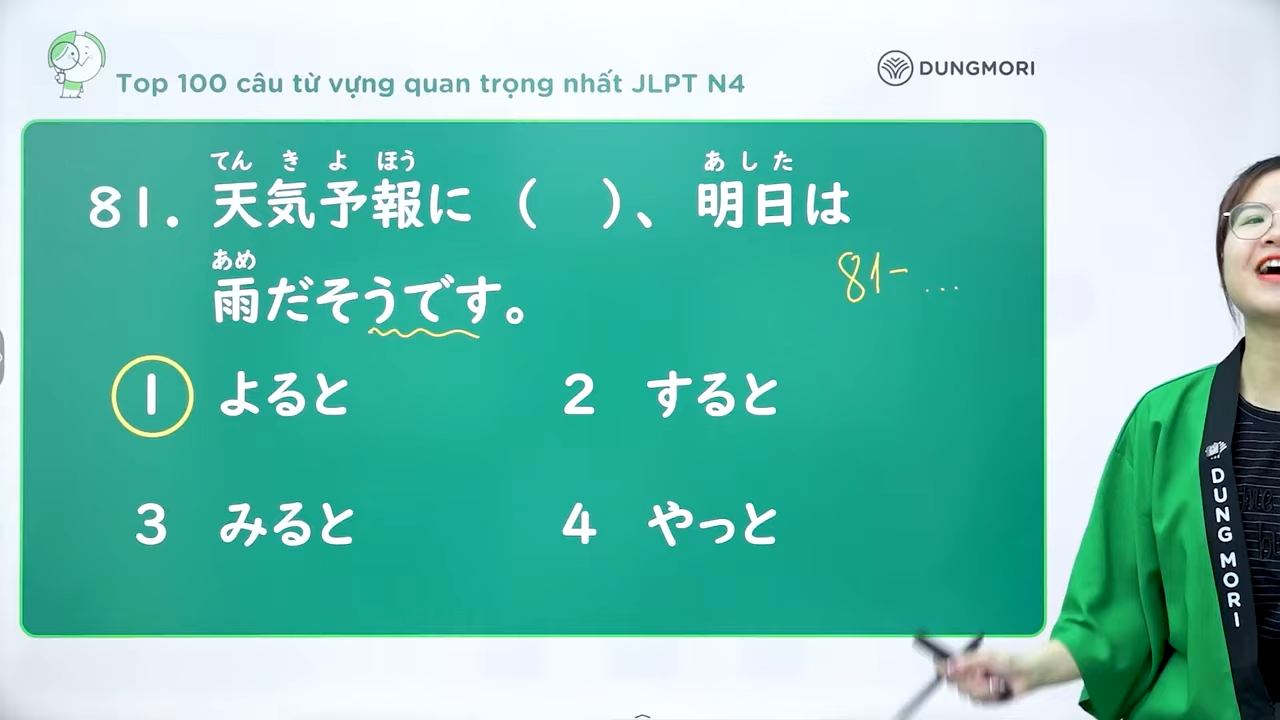 Top 100 câu từ vựng quan trọng nhất JLPT N4
DUNGMORI
てん き よ ほう あ し た
81. 天気予報に ( )、明日は
あめ
雨だそうです。
81- ...
1 よると 2 すると
3 みると 4 やっと
DUNG MORI